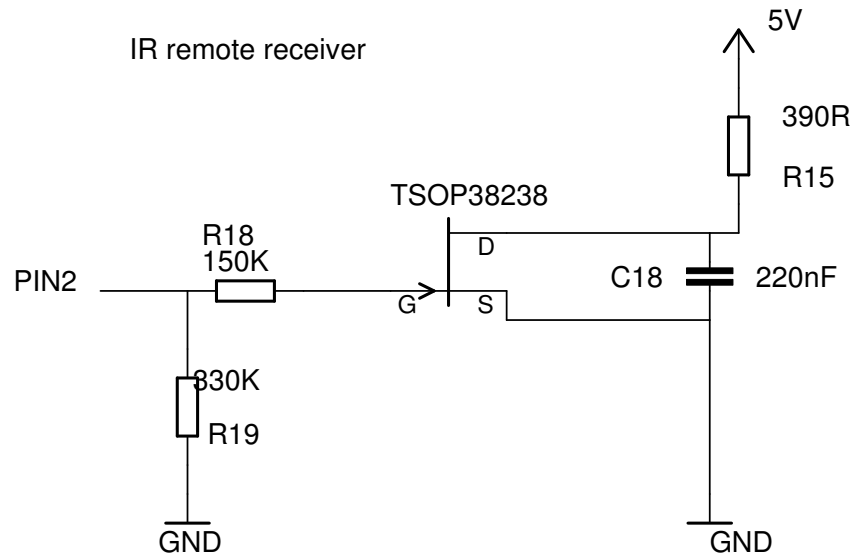 5V
IR remote receiver
390R
R15
TSOP38238
R18
150K
D
PIN2
C18
220nF
G
S
330K
R19
GND
GND